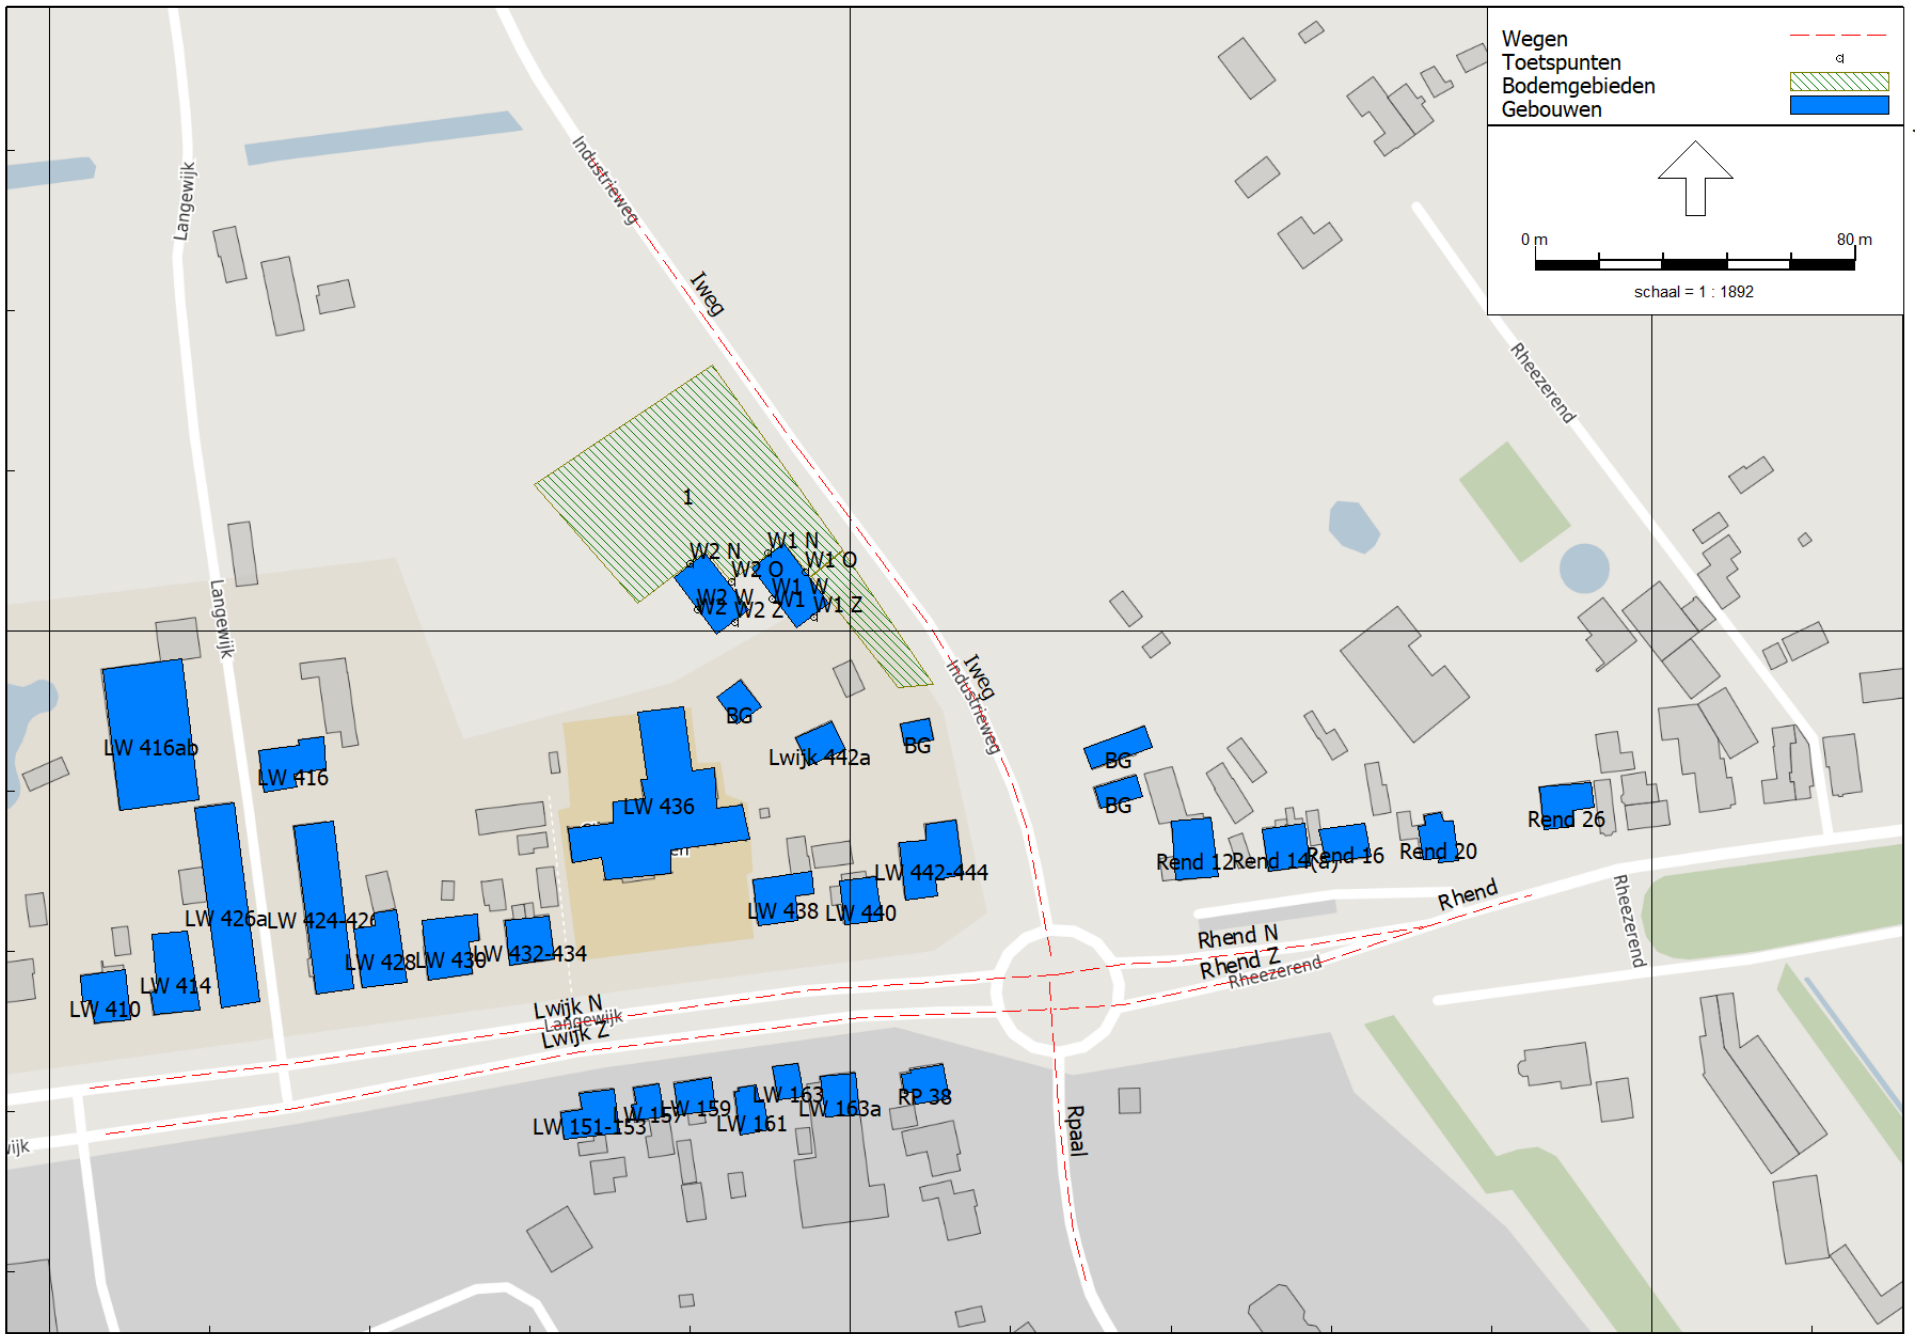 Wegen
Toetspunten
Bodemgebieden
Gebouwen
0 m
80 m
schaal = 1 : 1892
Industrieweg
Langewijk
Iweg
Rheezerend
1
W2 N
W1 N
W2 O
W1 O
W2 W
W1 W
W2
W2 Z
W1
W1 Z
Langewijk
Iweg
Industrieweg
BG
BG
Lwijk 442a
BG
BG
LW 416ab
LW 416
LW 436
en
Rend 12
Rend 14(a)
Rend 16
Rend 20
Rend 26
LW 442-444
LW 438
LW 440
LW 426a
LW 424-426
LW 428
LW 430
LW 432-434
LW 414
LW 410
Rhend
Rhend N
Rhend Z
Rheezerend
Rheezerend
Lwijk N
Langewijk
Lwijk Z
wijk
LW 151-153
LW 157
LW 159
LW 161
LW 163
LW 163a
RP 38
Rpaal